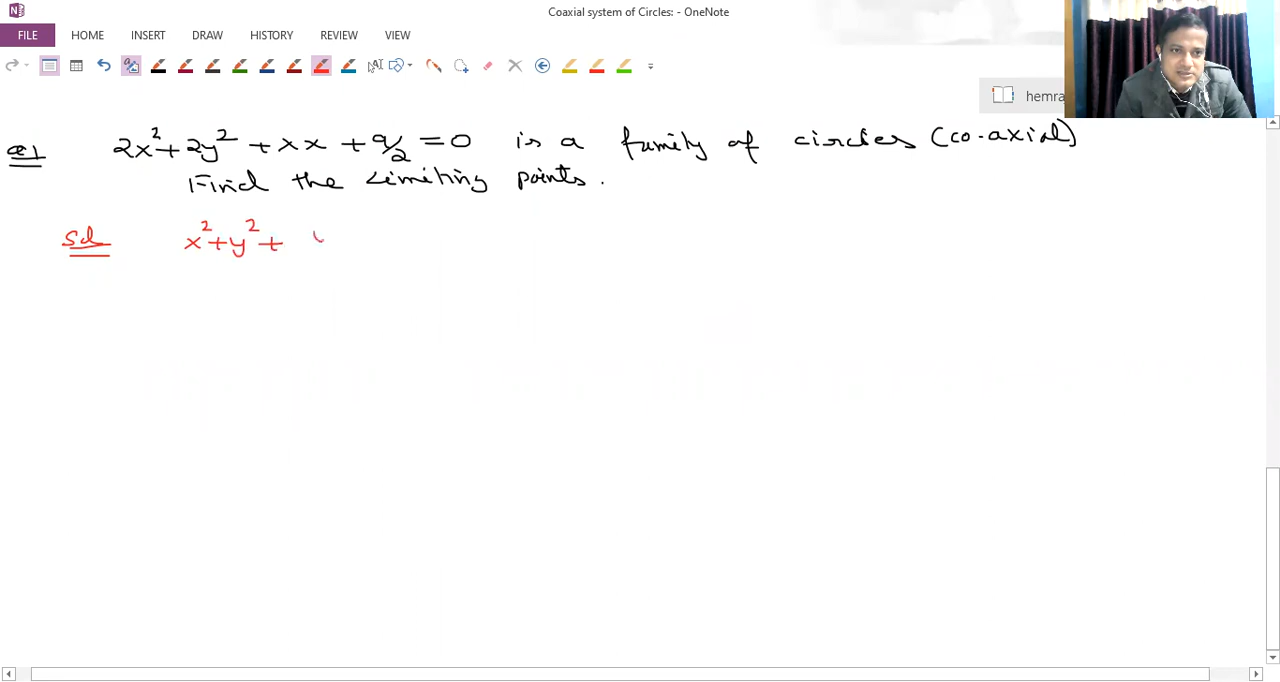 Coaxial system of Circles: - OneNote
FILE HOME INSERT DRAW HISTORY REVIEW VIEW
hemra
Q1 2x²+2y²+λx+9/2=0 is a family of circles (co-axial)
Find the Limiting points.
Sol x²+y²+